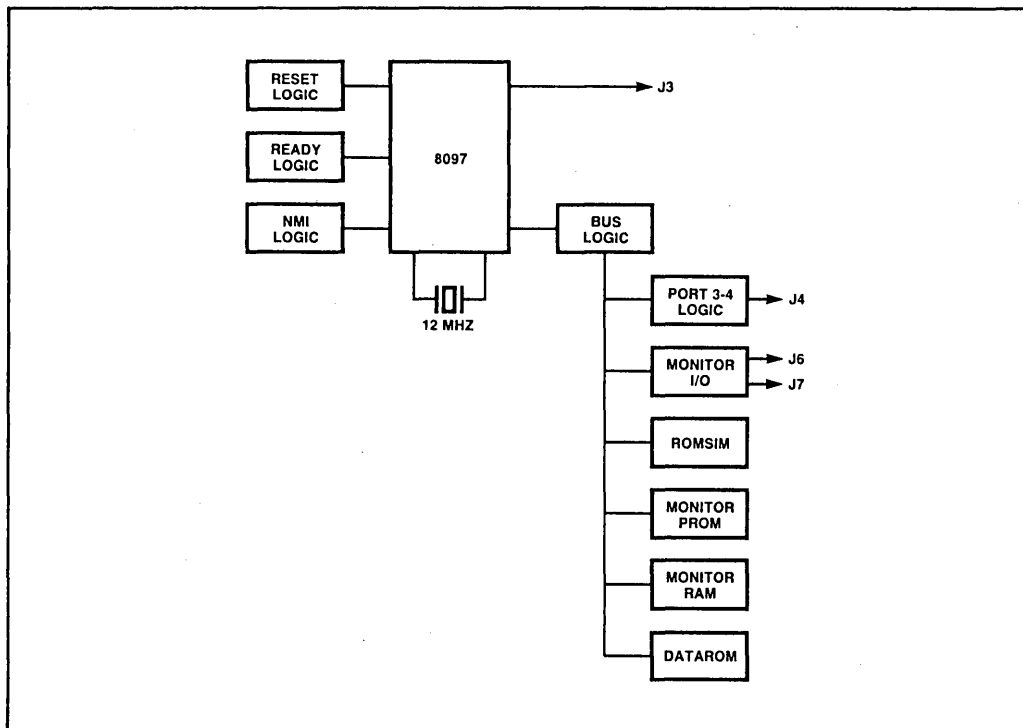 RESET
LOGIC
J3
READY
LOGIC
8097
NMI
LOGIC
BUS
LOGIC
12 MHZ
PORT 3-4
LOGIC
J4
MONITOR
I/O
J6
J7
ROMSIM
MONITOR
PROM
MONITOR
RAM
DATAROM